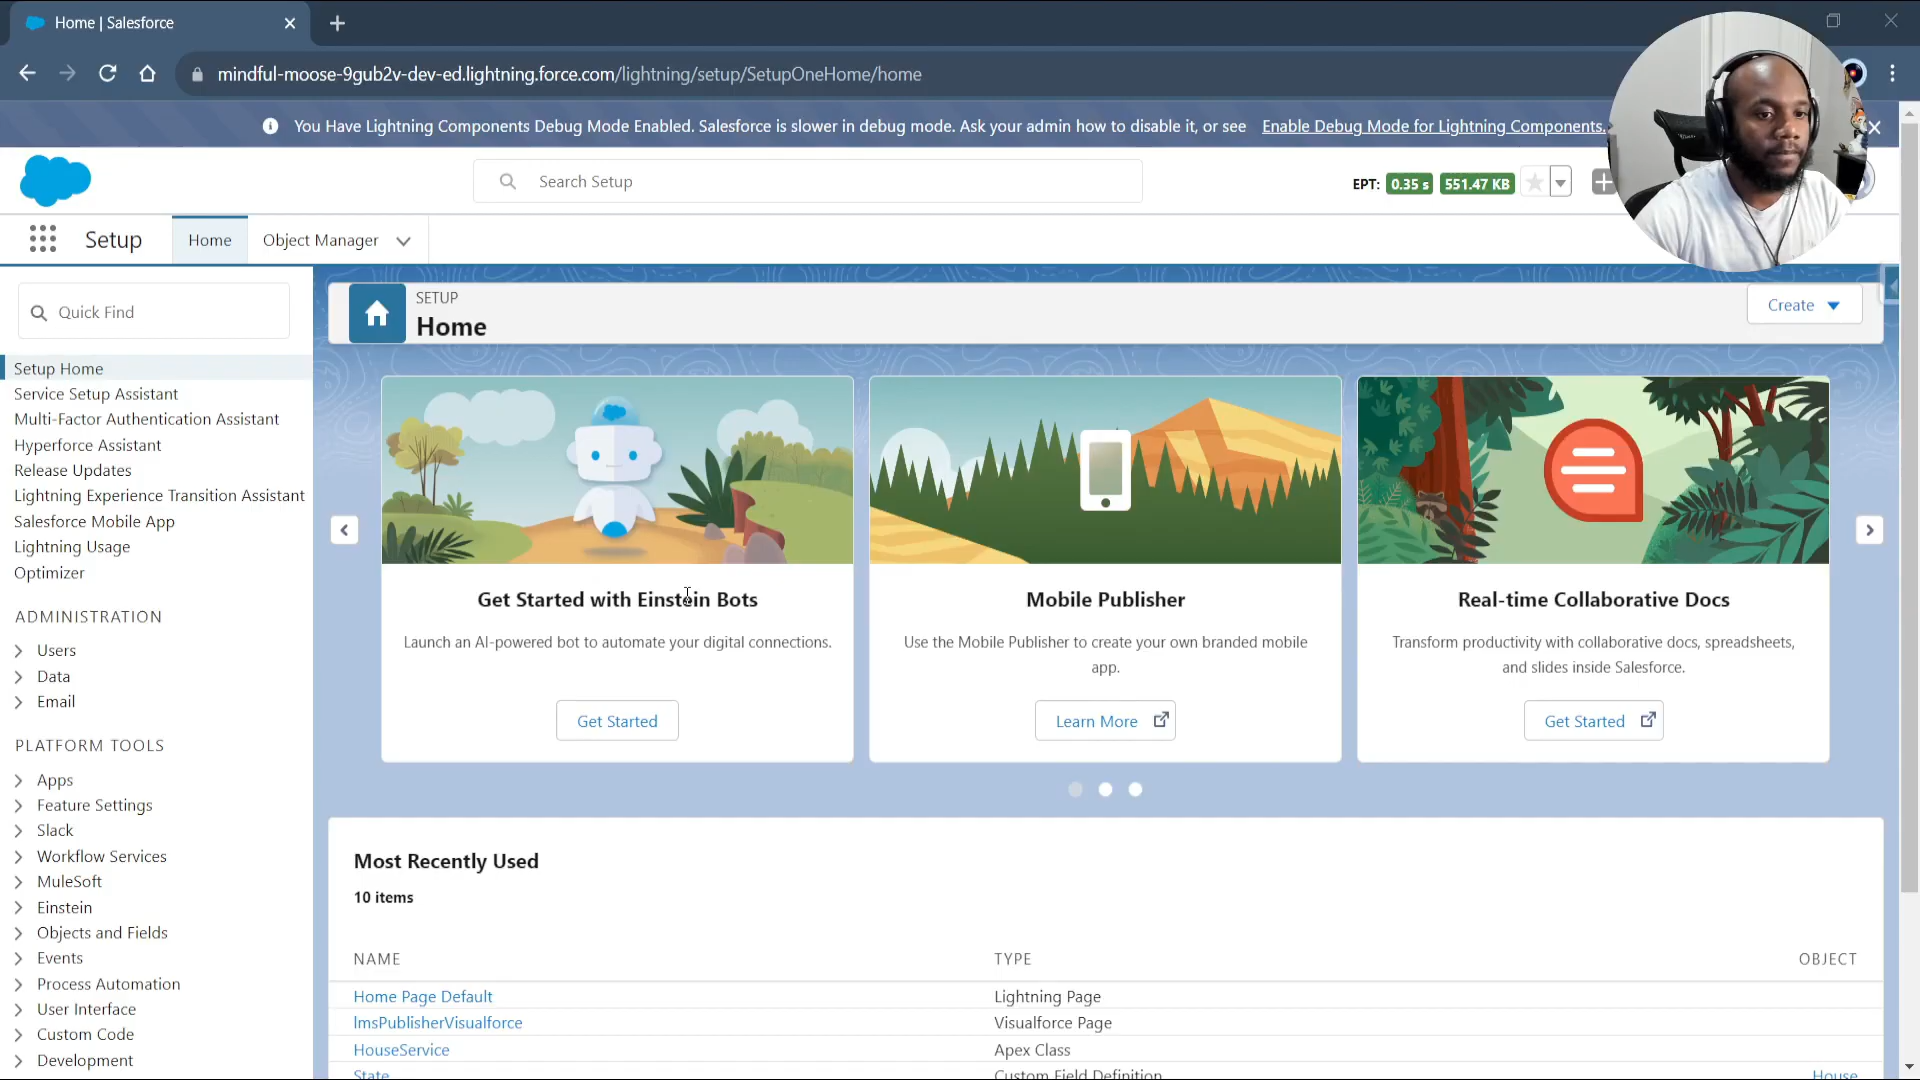 Home | Salesforce
mindful-moose-9gub2v-dev-ed.lightning.force.com/lightning/setup/SetupOneHome/home
You Have Lightning Components Debug Mode Enabled. Salesforce is slower in debug mode. Ask your admin how to disable it, or see Enable Debug Mode for Lightning Components.
Search Setup
EPT: 0.35 s 551.47 KB
Setup Home Object Manager
Quick Find
SETUP
Home
Create
Setup Home
Service Setup Assistant
Multi-Factor Authentication Assistant
Hyperforce Assistant
Release Updates
Lightning Experience Transition Assistant
Salesforce Mobile App
Lightning Usage
Optimizer
ADMINISTRATION
Users
Data
Email
PLATFORM TOOLS
Apps
Feature Settings
Slack
Workflow Services
MuleSoft
Einstein
Objects and Fields
Events
Process Automation
User Interface
Custom Code
Development
Get Started with Einstein Bots
Launch an AI-powered bot to automate your digital connections.
Get Started
Mobile Publisher
Use the Mobile Publisher to create your own branded mobile
app.
Learn More
Real-time Collaborative Docs
Transform productivity with collaborative docs, spreadsheets,
and slides inside Salesforce.
Get Started
Most Recently Used
10 items
NAME TYPE OBJECT
Home Page Default Lightning Page
lmsPublisherVisualforce Visualforce Page
HouseService Apex Class
State Custom Field Definition House